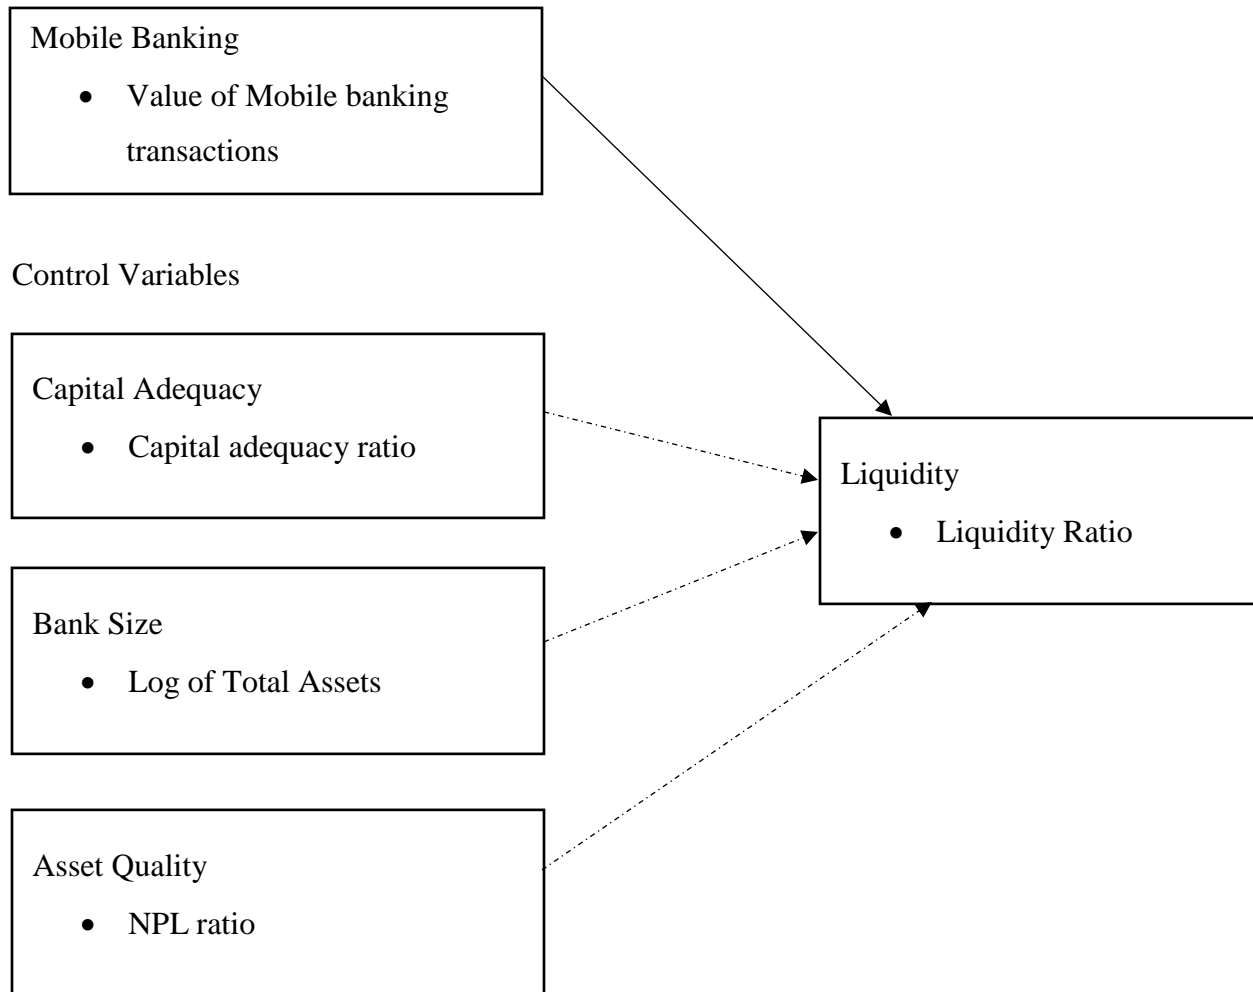 Mobile Banking
• Value of Mobile banking
transactions
Control Variables
Capital Adequacy
• Capital adequacy ratio
Liquidity
• Liquidity Ratio
Bank Size
• Log of Total Assets
Asset Quality
• NPL ratio